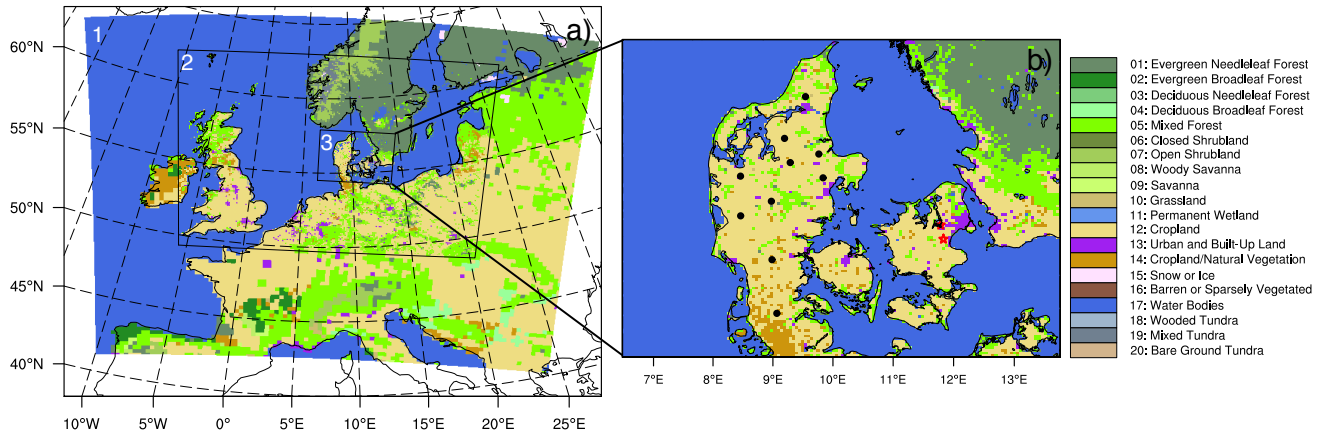 a)
1
2
3
60°N
55°N
50°N
45°N
40°N
10°W 5°W 0° 5°E 10°E 15°E 20°E 25°E
b)
6°E 7°E 8°E 9°E 10°E 11°E 12°E 13°E
01: Evergreen Needleleaf Forest
02: Evergreen Broadleaf Forest
03: Deciduous Needleleaf Forest
04: Deciduous Broadleaf Forest
05: Mixed Forest
06: Closed Shrubland
07: Open Shrubland
08: Woody Savanna
09: Savanna
10: Grassland
11: Permanent Wetland
12: Cropland
13: Urban and Built-Up Land
14: Cropland/Natural Vegetation
15: Snow or Ice
16: Barren or Sparsely Vegetated
17: Water Bodies
18: Wooded Tundra
19: Mixed Tundra
20: Bare Ground Tundra